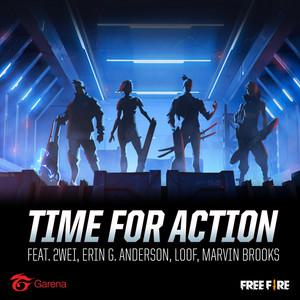 TIME FOR ACTION
FEAT. 2WEI, ERIN G. ANDERSON, LOOF, MARVIN BROOKS
Garena
FREE FIRE